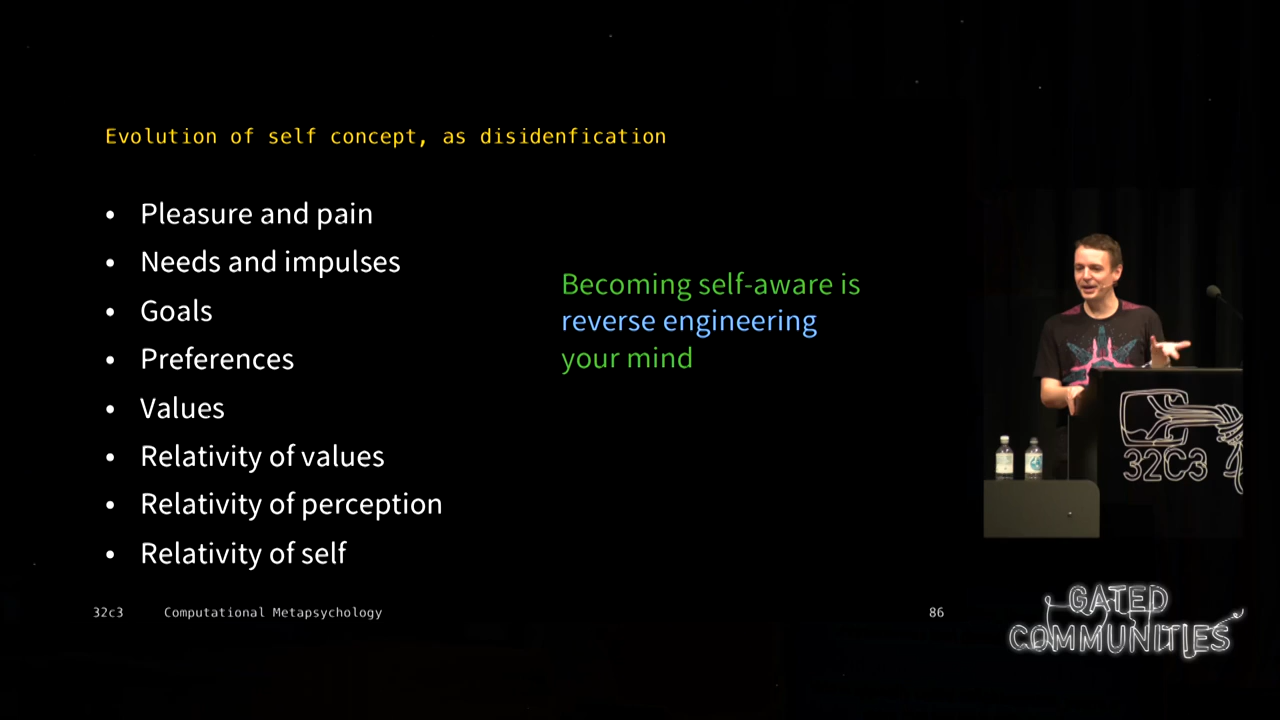 Evolution of self concept, as disidenfication
• Pleasure and pain
• Needs and impulses
• Goals
• Preferences
• Values
• Relativity of values
• Relativity of perception
• Relativity of self
Becoming self-aware is
reverse engineering
your mind
32C3
32c3 Computational Metapsychology 86
GATED
COMMUNITIES